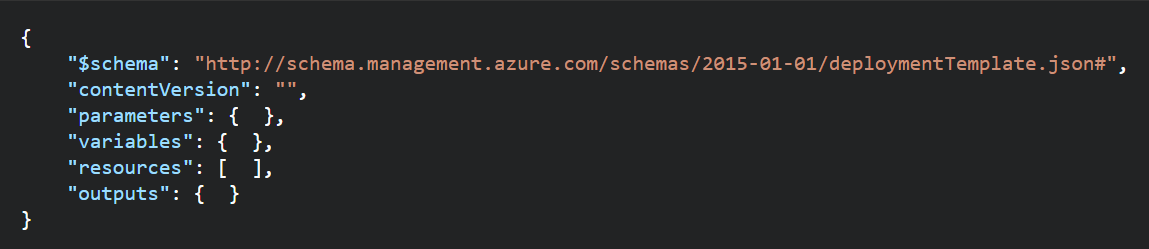 {
    "$schema": "http://schema.management.azure.com/schemas/2015-01-01/deploymentTemplate.json#",
    "contentVersion": "",
    "parameters": {  },
    "variables": {  },
    "resources": [  ],
    "outputs": {  }
}